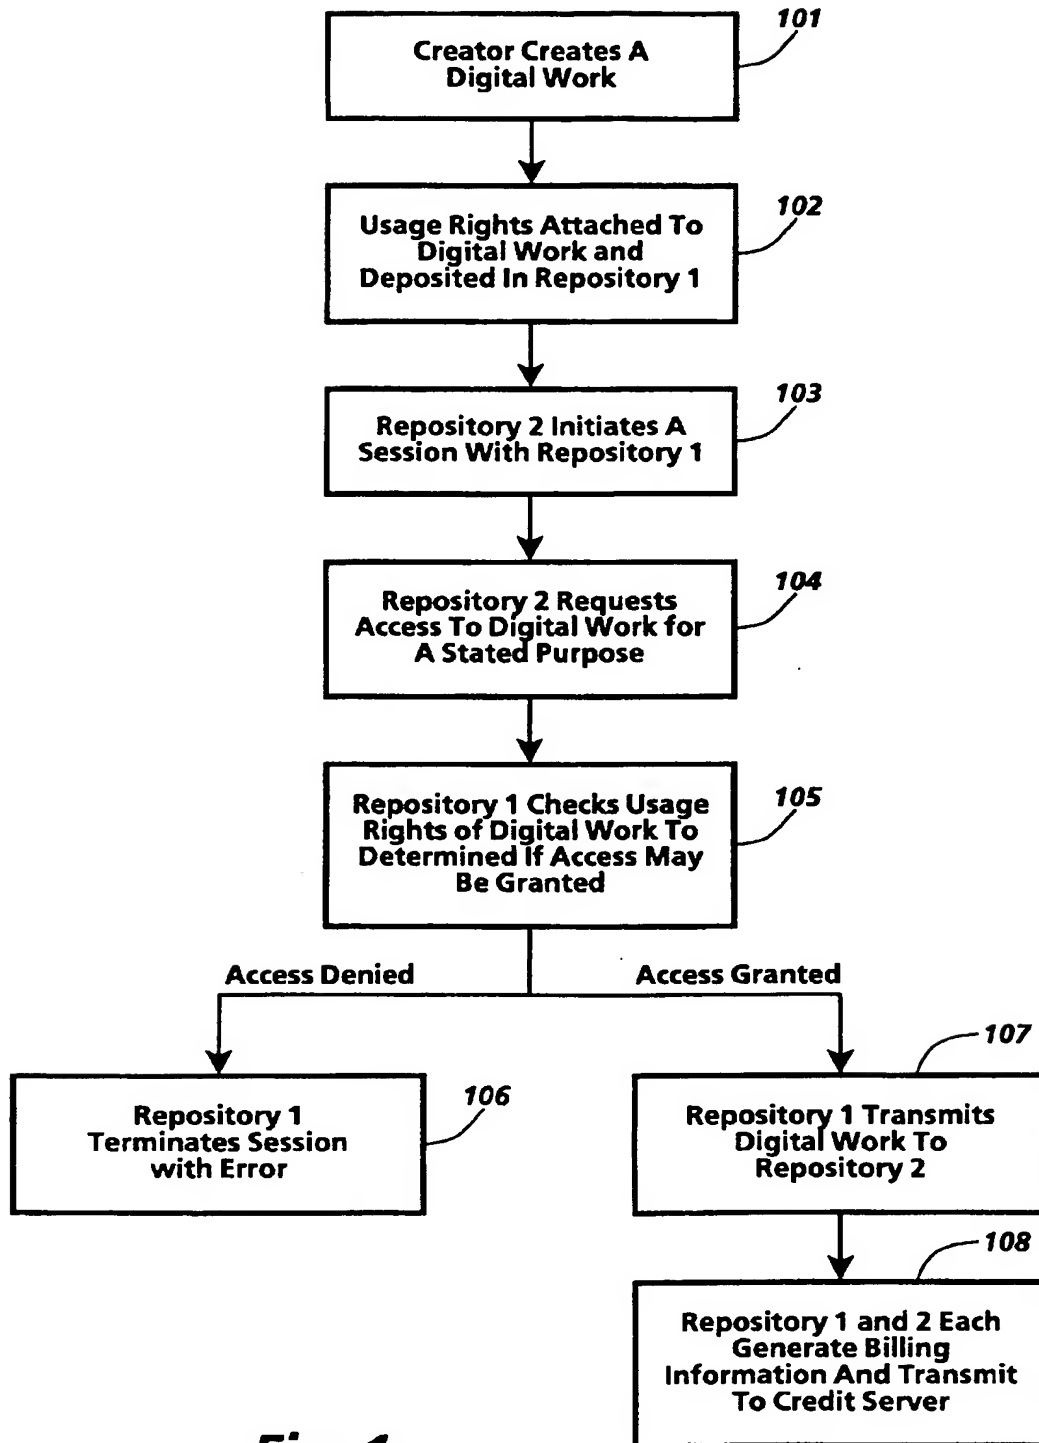 101
Creator Creates A
Digital Work
102
Usage Rights Attached To
Digital Work and
Deposited In Repository 1
103
Repository 2 Initiates A
Session With Repository 1
104
Repository 2 Requests
Access To Digital Work for
A Stated Purpose
105
Repository 1 Checks Usage
Rights of Digital Work To
Determined If Access May
Be Granted
Access Denied
Access Granted
106
Repository 1
Terminates Session
with Error
107
Repository 1 Transmits
Digital Work To
Repository 2
108
Repository 1 and 2 Each
Generate Billing
Information And Transmit
To Credit Server